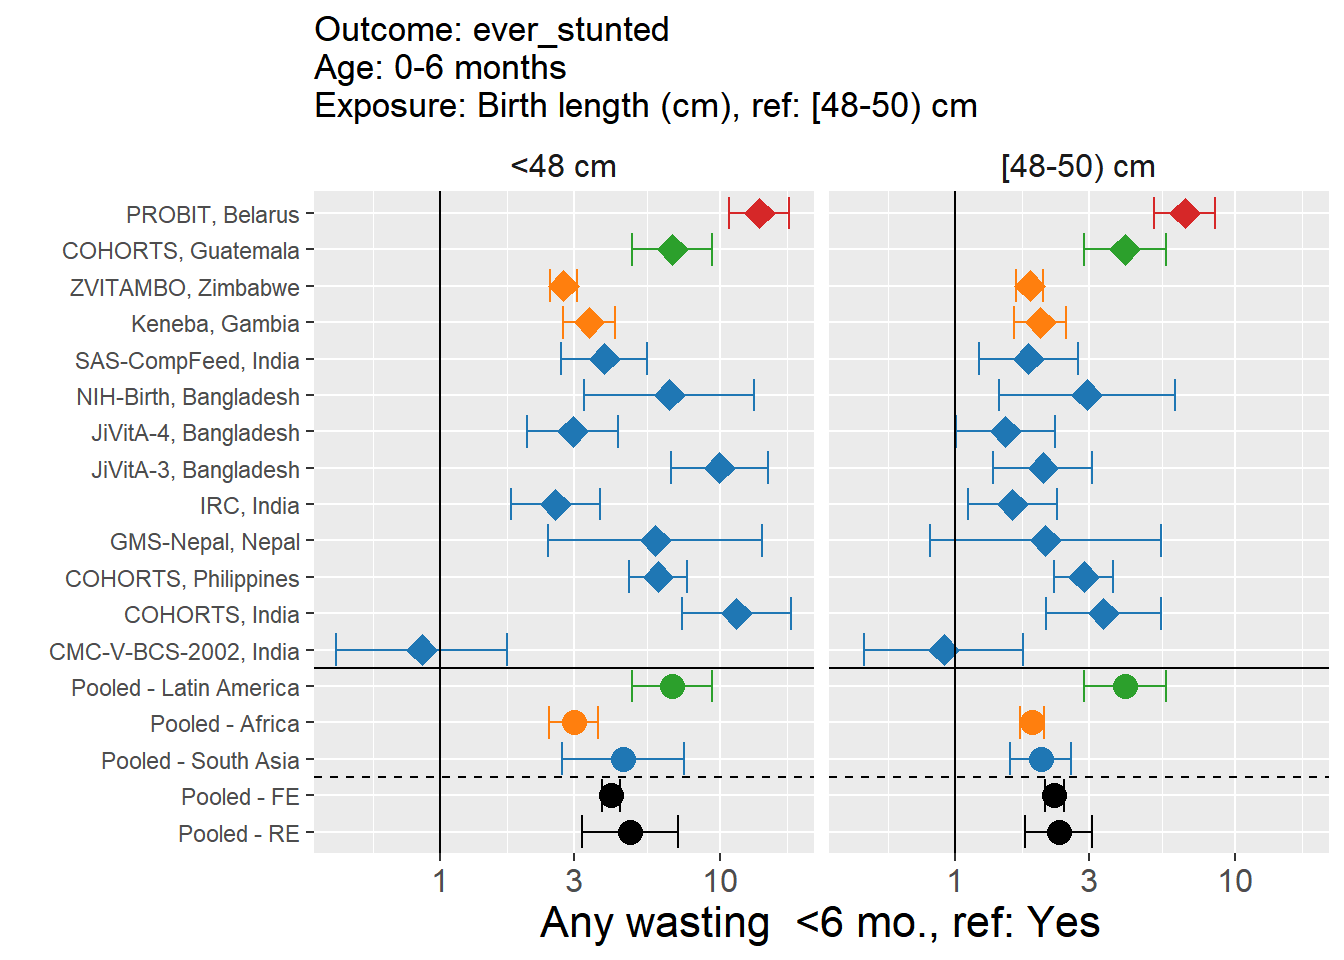 Outcome: ever_stunted
Age: 0-6 months
Exposure: Birth length (cm), ref: [48-50) cm
<48 cm
[48-50) cm
PROBIT, Belarus
COHORTS, Guatemala
ZVITAMBO, Zimbabwe
Keneba, Gambia
SAS-CompFeed, India
NIH-Birth, Bangladesh
JiVitA-4, Bangladesh
JiVitA-3, Bangladesh
IRC, India
GMS-Nepal, Nepal
COHORTS, Philippines
COHORTS, India
CMC-V-BCS-2002, India
Pooled - Latin America
Pooled - Africa
Pooled - South Asia
Pooled - FE
Pooled - RE
1 3 10
1 3 10
Any wasting  <6 mo., ref: Yes